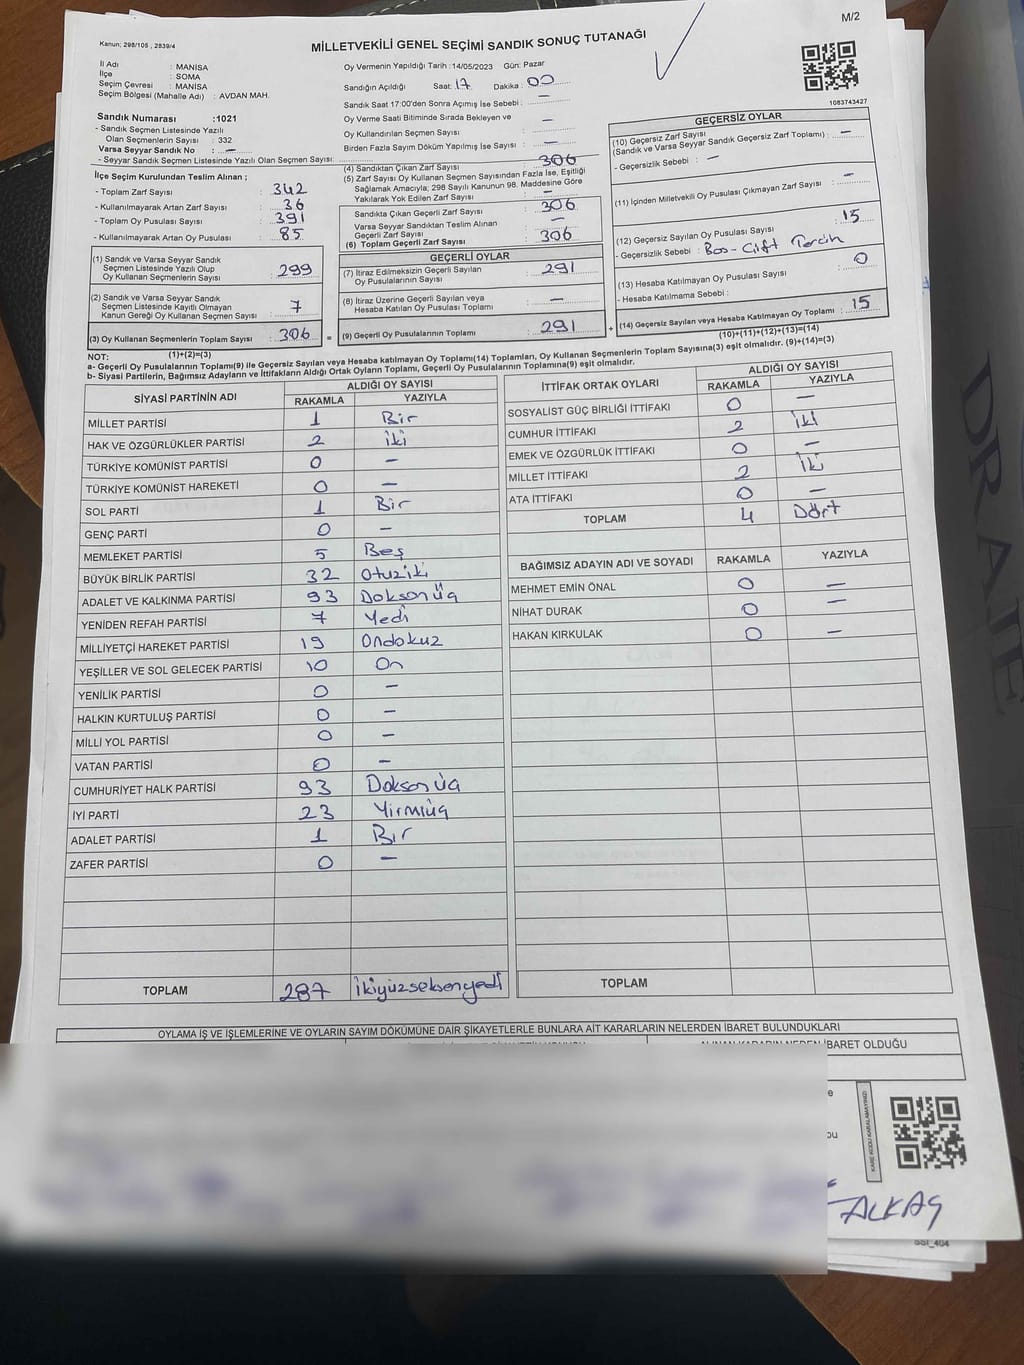 M/2
Kanun; 298/105 , 2839/4
MİLLETVEKİLİ GENEL SEÇİMİ SANDIK SONUÇ TUTANAĞI
İl Adı : MANİSA
İlçe : SOMA
Seçim Çevresi : MANİSA
Seçim Bölgesi (Mahalle Adı) : AVDAN MAH.
Sandık Numarası :1021
- Sandık Seçmen Listesinde Yazılı
Olan Seçmenlerin Sayısı : 332
Varsa Seyyar Sandık No : —
- Seyyar Sandık Seçmen Listesinde Yazılı Olan Seçmen Sayısı:
İlçe Seçim Kurulundan Teslim Alınan ;
- Toplam Zarf Sayısı : 342
- Kullanılmayarak Artan Zarf Sayısı : 36
- Toplam Oy Pusulası Sayısı : 391
- Kullanılmayarak Artan Oy Pusulası : 85
(1) Sandık ve Varsa Seyyar Sandık
Seçmen Listesinde Yazılı Olup
Oy Kullanan Seçmenlerin Sayısı : 299
(2) Sandık ve Varsa Seyyar Sandık
Seçmen Listesinde Kayıtlı Olmayan
Kanun Gereği Oy Kullanan Seçmen Sayısı : 7
(3) Oy Kullanan Seçmenlerin Toplam Sayısı : 306
(1)+(2)=(3)
Oy Vermenin Yapıldığı Tarih :14/05/2023 Gün: Pazar
Sandığın Açıldığı Saat: 17 Dakika : 00
Sandık Saat 17:00'den Sonra Açımış İse Sebebi : —
Oy Verme Saati Bitiminde Sırada Bekleyen ve
Oy Kullandırılan Seçmen Sayısı : —
Birden Fazla Sayım Döküm Yapılmış İse Sayısı : —
(4) Sandıktan Çıkan Zarf Sayısı : 306
(5) Zarf Sayısı Oy Kullanan Seçmen Sayısından Fazla İse, Eşitliği
Sağlamak Amacıyla; 298 Sayılı Kanunun 98. Maddesine Göre
Yakılarak Yok Edilen Zarf Sayısı : —
Sandıkta Çıkan Geçerli Zarf Sayısı : 306
Varsa Seyyar Sandıktan Teslim Alınan
Geçerli Zarf Sayısı : —
(6) Toplam Geçerli Zarf Sayısı : 306
GEÇERLİ OYLAR
(7) İtiraz Edilmeksizin Geçerli Sayılan
Oy Pusulalarının Sayısı : 291
(8) İtiraz Üzerine Geçerli Sayılan veya
Hesaba Katılan Oy Pusulası Toplamı : —
= (9) Geçerli Oy Pusulalarının Toplamı : 291
1083743427
GEÇERSİZ OYLAR
(10) Geçersiz Zarf Sayısı
(Sandık ve Varsa Seyyar Sandık Geçersiz Zarf Toplamı) : —
- Geçersizlik Sebebi : —
(11) İçinden Milletvekili Oy Pusulası Çıkmayan Zarf Sayısı : —
(12) Geçersiz Sayılan Oy Pusulası Sayısı : 15
- Geçersizlik Sebebi : Bos - Çift Tercih
(13) Hesaba Katılmayan Oy Pusulası Sayısı : 0
- Hesaba Katılmama Sebebi :
+ (14) Geçersiz Sayılan veya Hesaba Katılmayan Oy Toplamı : 15
(10)+(11)+(12)+(13)=(14)
NOT:
a- Geçerli Oy Pusulalarının Toplamı(9) ile Geçersiz Sayılan veya Hesaba katılmayan Oy Toplamı(14) Toplamları, Oy Kullanan Seçmenlerin Toplam Sayısına(3) eşit olmalıdır. (9)+(14)=(3)
b- Siyasi Partilerin, Bağımsız Adayların ve İttifakların Aldığı Ortak Oyların Toplamı, Geçerli Oy Pusulalarının Toplamına(9) eşit olmalıdır.
SİYASİ PARTİNİN ADI ALDIĞI OY SAYISI
RAKAMLA YAZIYLA
MİLLET PARTİSİ 1 Bir
HAK VE ÖZGÜRLÜKLER PARTİSİ 2 iki
TÜRKİYE KOMÜNİST PARTİSİ 0 —
TÜRKİYE KOMÜNİST HAREKETİ 0 —
SOL PARTİ 1 Bir
GENÇ PARTİ 0 —
MEMLEKET PARTİSİ 5 Beş
BÜYÜK BİRLİK PARTİSİ 32 Otuziki
ADALET VE KALKINMA PARTİSİ 93 Doksonüç
YENİDEN REFAH PARTİSİ 7 Yedi
MİLLİYETÇİ HAREKET PARTİSİ 19 Ondokuz
YEŞİLLER VE SOL GELECEK PARTİSİ 10 On
YENİLİK PARTİSİ 0 —
HALKIN KURTULUŞ PARTİSİ 0 —
MİLLİ YOL PARTİSİ 0 —
VATAN PARTİSİ 0 —
CUMHURİYET HALK PARTİSİ 93 Doksonüç
İYİ PARTİ 23 Yirmiüç
ADALET PARTİSİ 1 Bir
ZAFER PARTİSİ 0 —
TOPLAM 287 ikiyüzseksenyedi
İTTİFAK ORTAK OYLARI ALDIĞI OY SAYISI
RAKAMLA YAZIYLA
SOSYALİST GÜÇ BİRLİĞİ İTTİFAKI 0 —
CUMHUR İTTİFAKI 2 iki
EMEK VE ÖZGÜRLÜK İTTİFAKI 0 —
MİLLET İTTİFAKI 2 iki
ATA İTTİFAKI 0 —
TOPLAM 4 Dört
BAĞIMSIZ ADAYIN ADI VE SOYADI RAKAMLA YAZIYLA
MEHMET EMİN ÖNAL 0 —
NİHAT DURAK 0 —
HAKAN KIRKULAK 0 —
TOPLAM
OYLAMA İŞ VE İŞLEMLERİNE VE OYLARIN SAYIM DÖKÜMÜNE DAİR ŞİKAYETLERLE BUNLARA AİT KARARLARIN NELERDEN İBARET BULUNDUKLARI
ALINAN KARARIN NEDEN İBARET OLDUĞU
KARE KODU KARALAMAYINIZ!
ALKAŞ
DRAJE